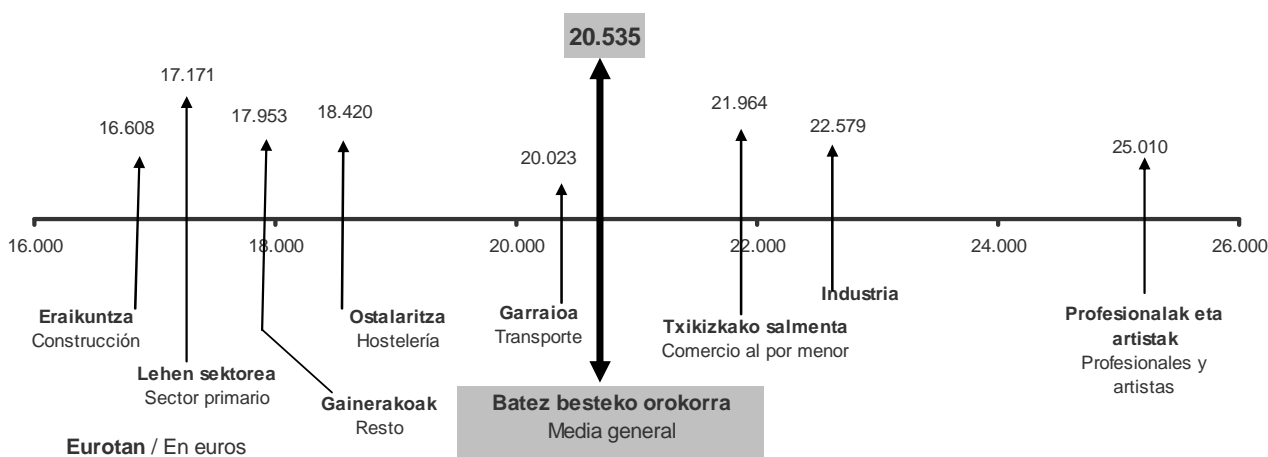 20.535
17.171
16.608
17.953
18.420
20.023
21.964
22.579
25.010
16.000
18.000
20.000
22.000
24.000
26.000
Eraikuntza
Construcción
Lehen sektorea
Sector primario
Gainerakoak
Resto
Ostalaritza
Hostelería
Garraioa
Transporte
Batez besteko orokorra
Media general
Txikizkako salmenta
Comercio al por menor
Industria
Profesionalak eta
artistak
Profesionales y
artistas
Eurotan / En euros